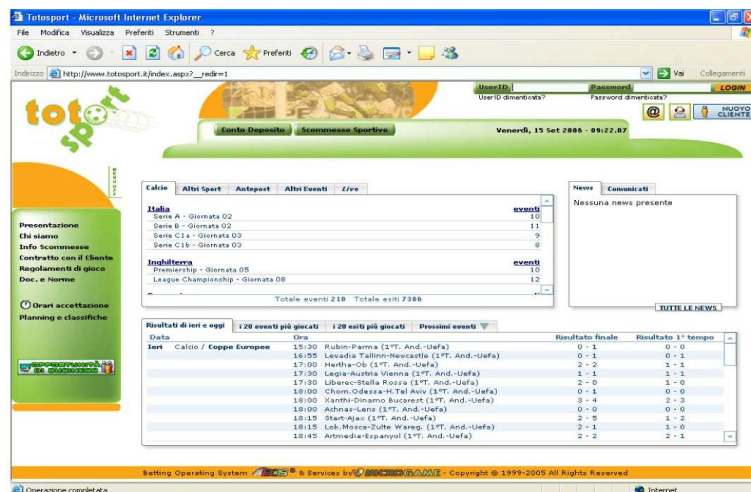 Totosport - Microsoft Internet Explorer
File Modifica Visualizza Preferiti Strumenti ?
Indietro Cerca Preferiti
Indirizzo http://www.totosport.it/index.aspx?__redir=1 Vai Collegamenti
toto sport
UserID Password LOGIN
UserID dimenticata? Password dimenticata?
@ NUOVO CLIENTE
Conto Deposito Scommesse Sportive Venerdì, 15 Set 2006 - 09:22.07
Presentazione
Chi siamo
Info Scommesse
Contratto con il Cliente
Regolamenti di gioco
Doc. e Norme
Orari accettazione
Planning e classifiche
OPPORTUNITÀ DI BUSINESS
Calcio Altri Sport Antepost Altri Eventi Live
Italia eventi
Serie A - Giornata 02 10
Serie B - Giornata 02 11
Serie C1a - Giornata 03 9
Serie C1b - Giornata 03 8
Inghilterra eventi
Premiership - Giornata 05 10
League Championship - Giornata 08 12
Totale eventi 218 Totale esiti 7386
News Comunicati
Nessuna news presente
TUTTE LE NEWS
Risultati di ieri e oggi i 20 eventi più giocati i 20 esiti più giocati Prossimi eventi
Data Ora Risultato finale Risultato 1° tempo
Ieri Calcio / Coppe Europee 15:30 Rubin-Parma (1°T. And.-Uefa) 0 - 1 0 - 0
16:55 Levadia Tallinn-Newcastle (1°T. And.-Uefa) 0 - 1 0 - 1
17:00 Hertha-Ob (1°T. And.-Uefa) 2 - 2 1 - 1
17:30 Legia-Austria Vienna (1°T. And.-Uefa) 1 - 1 1 - 1
17:30 Liberec-Stella Rossa (1°T. And.-Uefa) 2 - 0 1 - 0
18:00 Chorn.Odessa-H.Tel Aviv (1°T. And.-Uefa) 0 - 1 0 - 0
18:00 Xanthi-Dinamo Bucarest (1°T. And.-Uefa) 3 - 4 2 - 3
18:00 Achnas-Lens (1°T. And.-Uefa) 0 - 0 0 - 0
18:15 Start-Ajax (1°T. And.-Uefa) 2 - 5 1 - 2
18:15 Lok.Mosca-Zulte Wareg. (1°T. And.-Uefa) 2 - 1 1 - 0
18:45 Artmedia-Espanyol (1°T. And.-Uefa) 2 - 2 2 - 1
Betting Operating System & Services by MICROGAME - Copyright © 1999-2005 All Rights Reserved
Operazione completata Internet